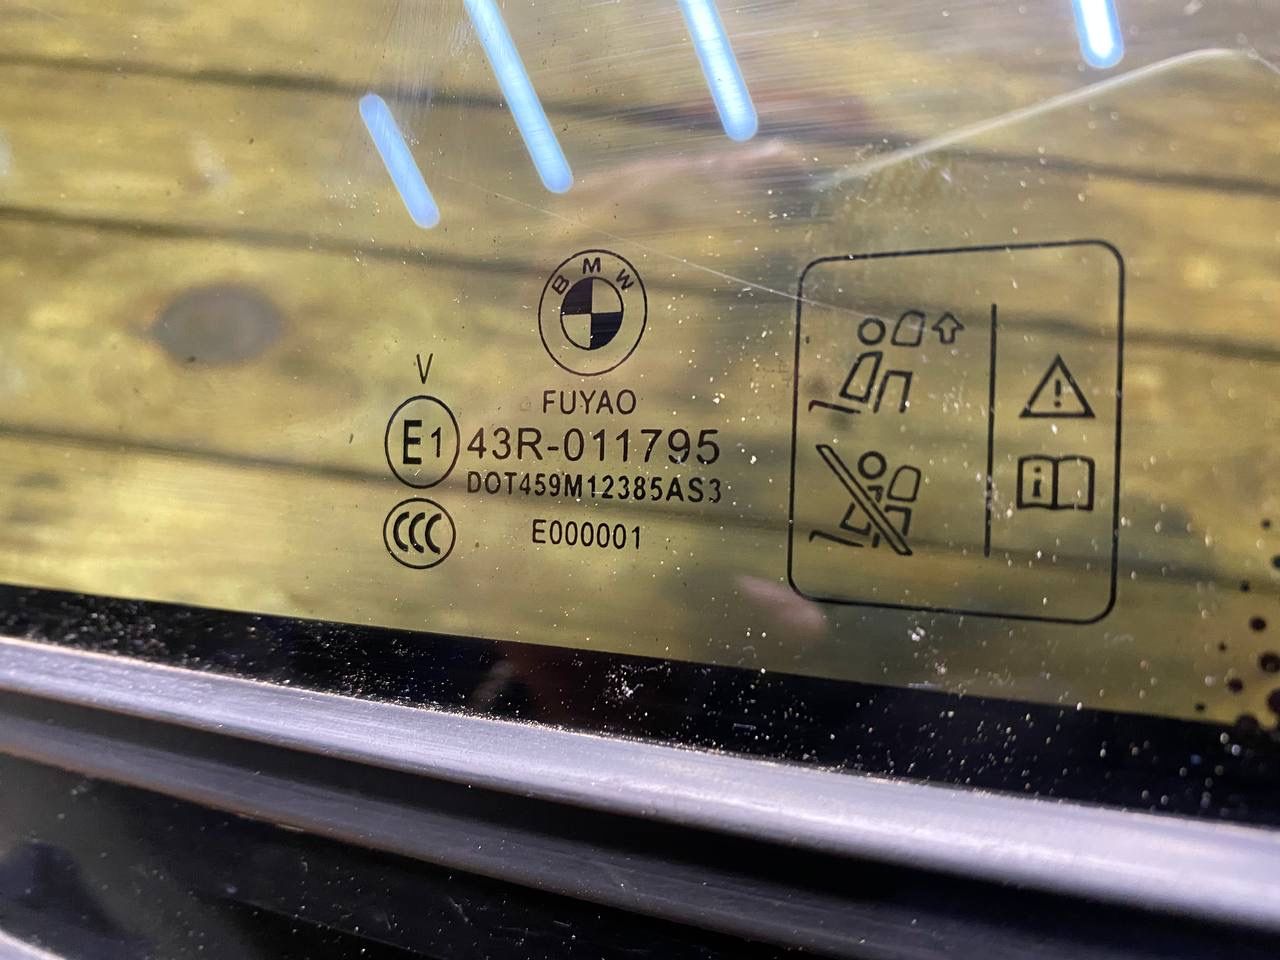 BMW
V
FUYAO
E1 43R-011795
DOT459M12385AS3
CCC E000001